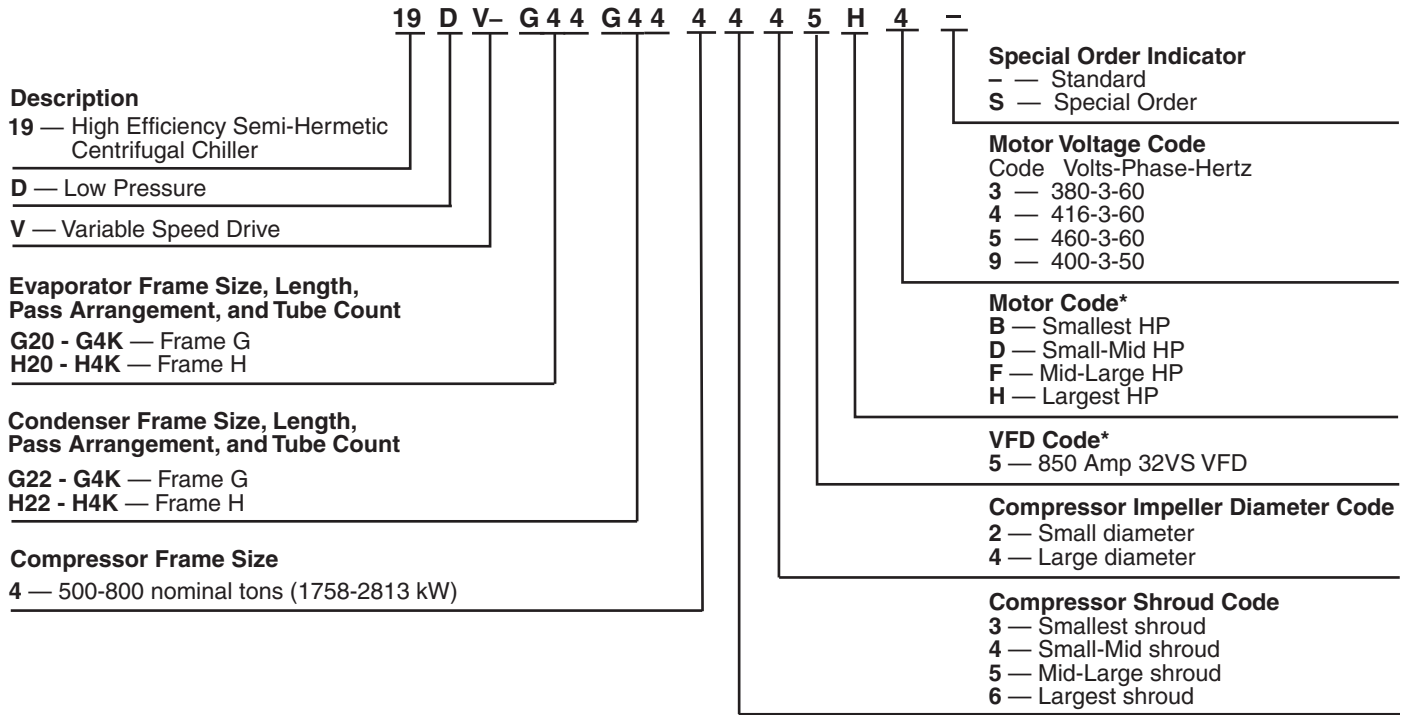 19 D V– G 4 4 G 4 4 4 4 4 5 H 4 –
Description
19 — High Efficiency Semi-Hermetic
Centrifugal Chiller
D — Low Pressure
V — Variable Speed Drive
Evaporator Frame Size, Length,
Pass Arrangement, and Tube Count
G20 - G4K — Frame G
H20 - H4K — Frame H
Condenser Frame Size, Length,
Pass Arrangement, and Tube Count
G22 - G4K — Frame G
H22 - H4K — Frame H
Compressor Frame Size
4 — 500-800 nominal tons (1758-2813 kW)
Special Order Indicator
– — Standard
S — Special Order
Motor Voltage Code
Code Volts-Phase-Hertz
3 — 380-3-60
4 — 416-3-60
5 — 460-3-60
9 — 400-3-50
Motor Code*
B — Smallest HP
D — Small-Mid HP
F — Mid-Large HP
H — Largest HP
VFD Code*
5 — 850 Amp 32VS VFD
Compressor Impeller Diameter Code
2 — Small diameter
4 — Large diameter
Compressor Shroud Code
3 — Smallest shroud
4 — Small-Mid shroud
5 — Mid-Large shroud
6 — Largest shroud